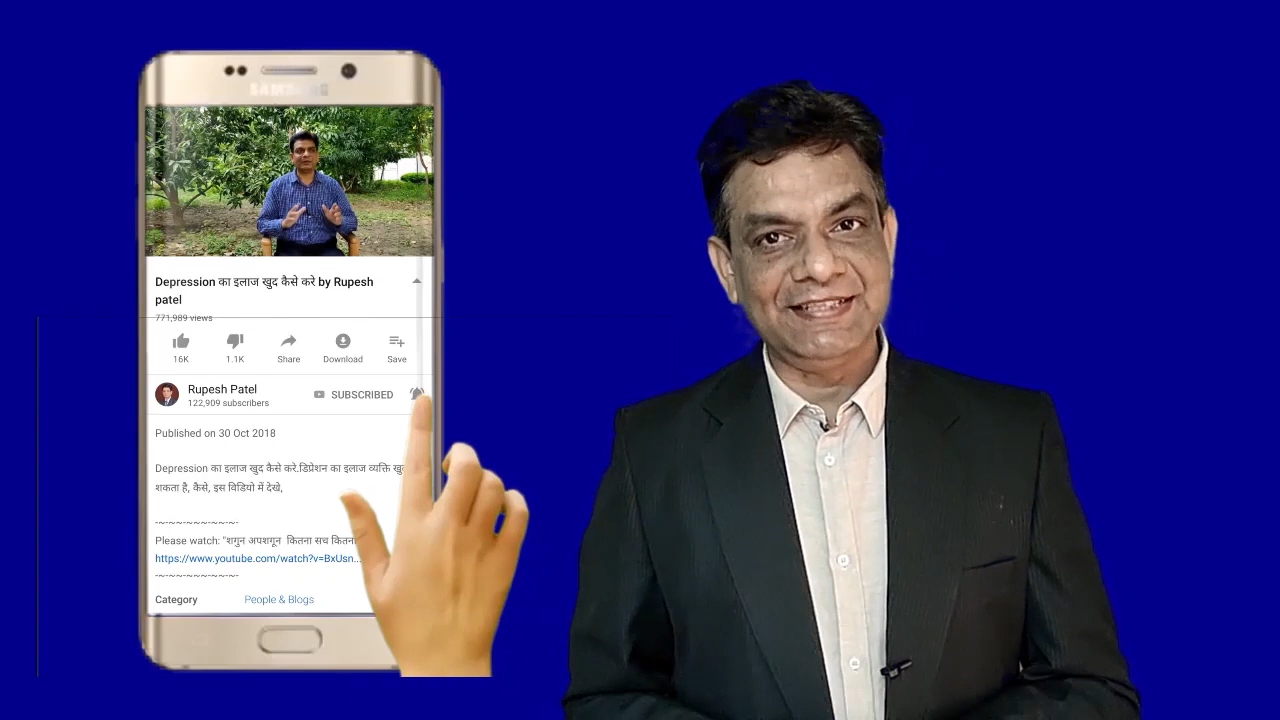 SAMSUNG
Depression का इलाज खुद कैसे करे by Rupesh
patel
771,989 views
16K
1.1K
Share
Download
Save
Rupesh Patel
122,909 subscribers
SUBSCRIBED
Published on 30 Oct 2018
Depression का इलाज खुद कैसे करे.डिप्रेशन का इलाज व्यक्ति
शकता है, कैसे, इस विडियो में देखे,
-~-~~-~~~-~~-~-
Please watch: "शगुन अपशगून कितना सच
https://www.youtube.com/watch?v=BxUsn...
-~-~~-~~~-~~-~-
Category
People & Blogs